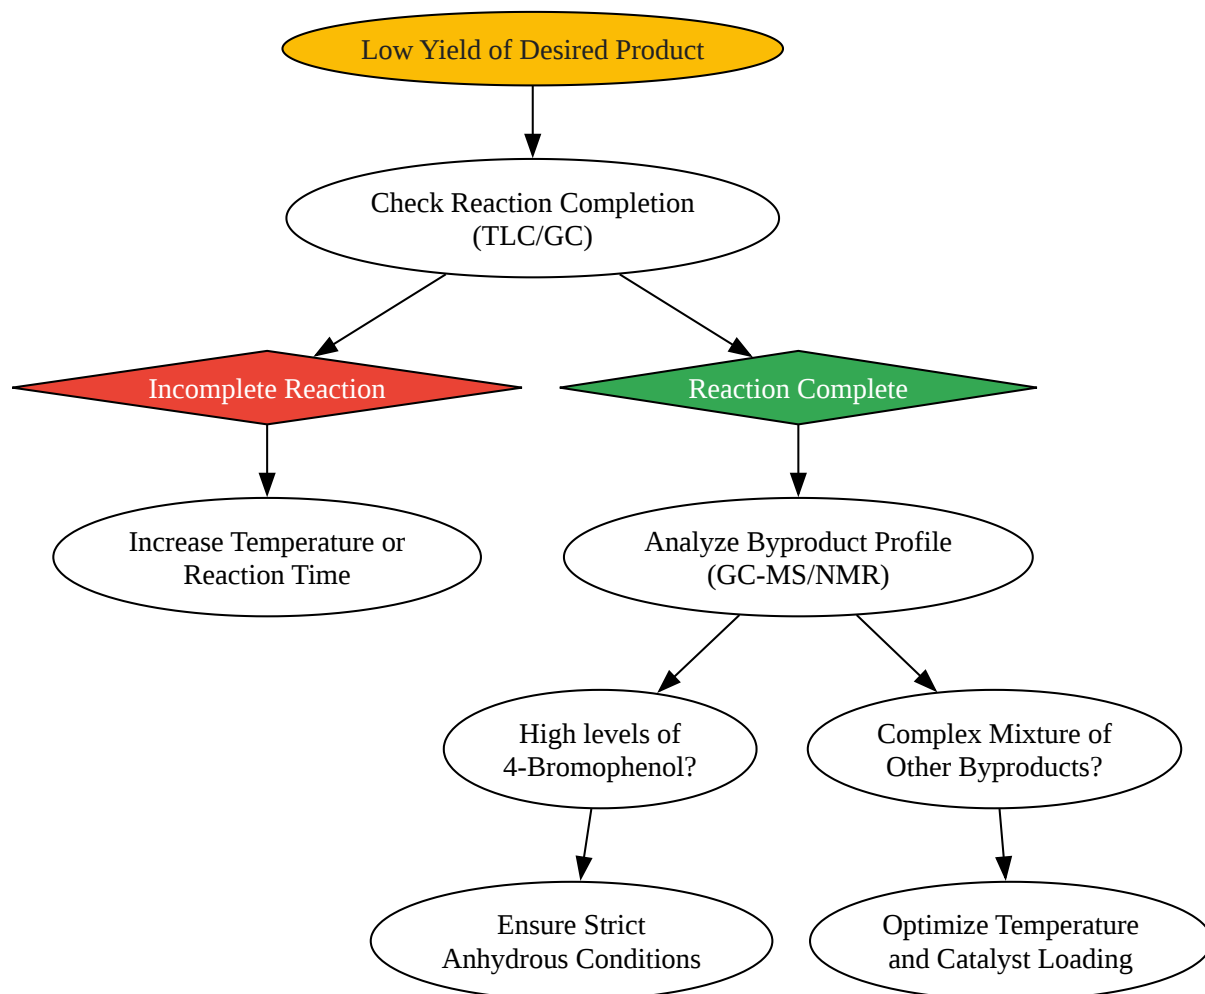 Low Yield of Desired Product
Check Reaction Completion
(TLC/GC)
Incomplete Reaction
Reaction Complete
Increase Temperature or
Reaction Time
Analyze Byproduct Profile
(GC-MS/NMR)
High levels of
4-Bromophenol?
Complex Mixture of
Other Byproducts?
Ensure Strict
Anhydrous Conditions
Optimize Temperature
and Catalyst Loading